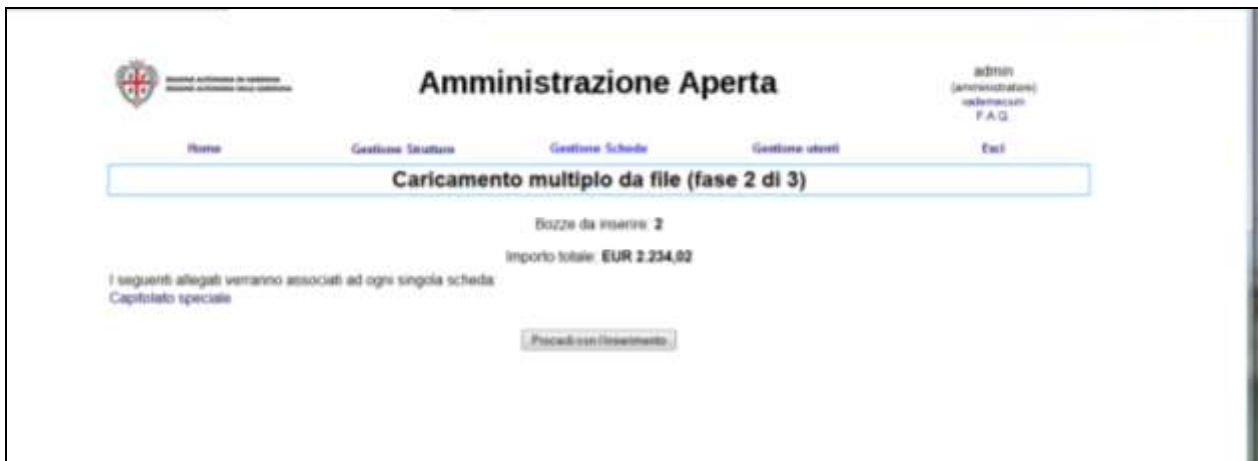 Amministrazione Aperta
admin
(amministratore)
vademecum
F.A.Q.
Home
Gestione Strutture
Gestione Schede
Gestione utenti
Esci
Caricamento multiplo da file (fase 2 di 3)
Bozze da inserire: 2
Importo totale: EUR 2.234,02
I seguenti allegati verranno associati ad ogni singola scheda:
Capitolato speciale
Procedi con l'inserimento